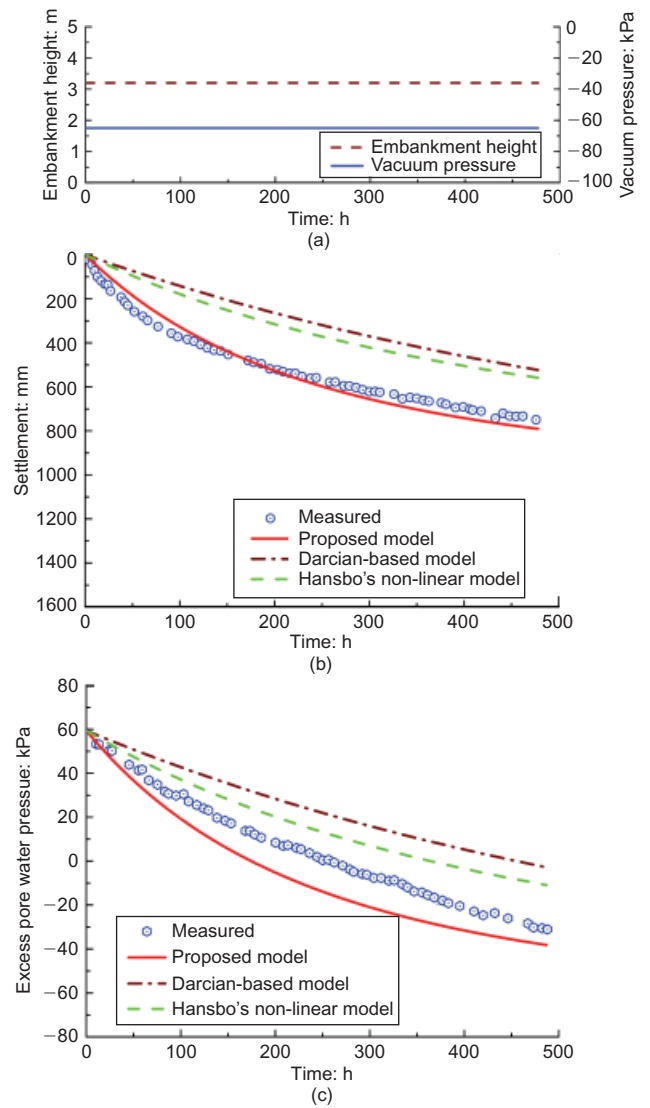 Embankment height: m
5
4
3
2
1
0
0
−20
−40
−60
−80
−100
Vacuum pressure: kPa
Embankment height
Vacuum pressure
0 100 200 300 400 500
Time: h
(a)
Settlement: mm
0
200
400
600
800
1000
1200
1400
1600
Measured
Proposed model
Darcian-based model
Hansbo's non-linear model
0 100 200 300 400 500
Time: h
(b)
Excess pore water pressue: kPa
80
60
40
20
0
−20
−40
−60
−80
Measured
Proposed model
Darcian-based model
Hansbo's non-linear model
0 100 200 300 400 500
Time: h
(c)